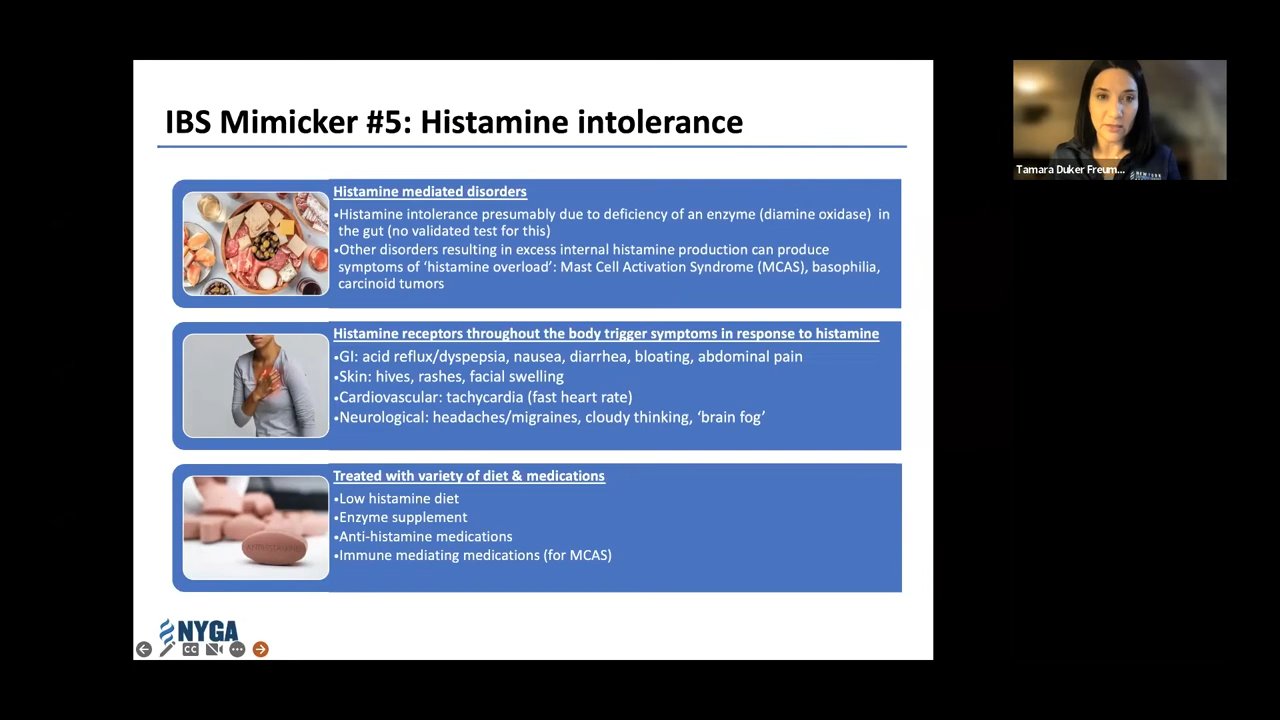 IBS Mimicker #5: Histamine intolerance
Histamine mediated disorders
•Histamine intolerance presumably due to deficiency of an enzyme (diamine oxidase) in
the gut (no validated test for this)
•Other disorders resulting in excess internal histamine production can produce
symptoms of ‘histamine overload’: Mast Cell Activation Syndrome (MCAS), basophilia,
carcinoid tumors
Histamine receptors throughout the body trigger symptoms in response to histamine
•GI: acid reflux/dyspepsia, nausea, diarrhea, bloating, abdominal pain
•Skin: hives, rashes, facial swelling
•Cardiovascular: tachycardia (fast heart rate)
•Neurological: headaches/migraines, cloudy thinking, ‘brain fog’
Treated with variety of diet & medications
•Low histamine diet
•Enzyme supplement
•Anti-histamine medications
•Immune mediating medications (for MCAS)
NYGA
CC
Tamara Duker Freum...